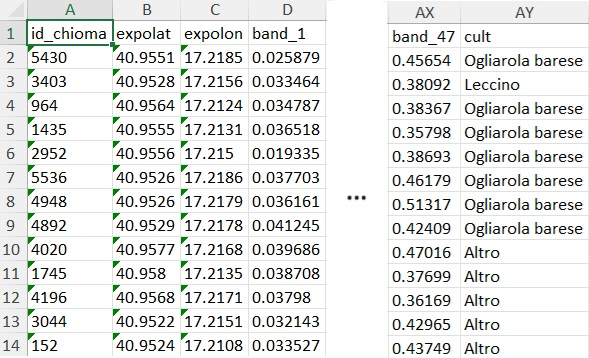 A B C D AX AY
1 id_chioma expolat expolon band_1 band_47 cult
2 5430 40.9551 17.2185 0.025879 0.45654 Ogliarola barese
3 3403 40.9528 17.2156 0.033464 0.38092 Leccino
4 964 40.9564 17.2124 0.034787 0.38367 Ogliarola barese
5 1435 40.9555 17.2131 0.036518 0.35798 Ogliarola barese
6 2952 40.9556 17.215 0.019335 0.38693 Ogliarola barese
7 5536 40.9526 17.2186 0.037703 0.46179 Ogliarola barese
8 4948 40.9526 17.2179 0.036161 ... 0.51317 Ogliarola barese
9 4892 40.9529 17.2178 0.041245 0.42409 Ogliarola barese
10 4020 40.9577 17.2168 0.039686 0.47016 Altro
11 1745 40.958 17.2135 0.038708 0.37699 Altro
12 4196 40.9568 17.2171 0.03798 0.36169 Altro
13 3044 40.9522 17.2151 0.032143 0.42965 Altro
14 152 40.9524 17.2108 0.033527 0.43749 Altro